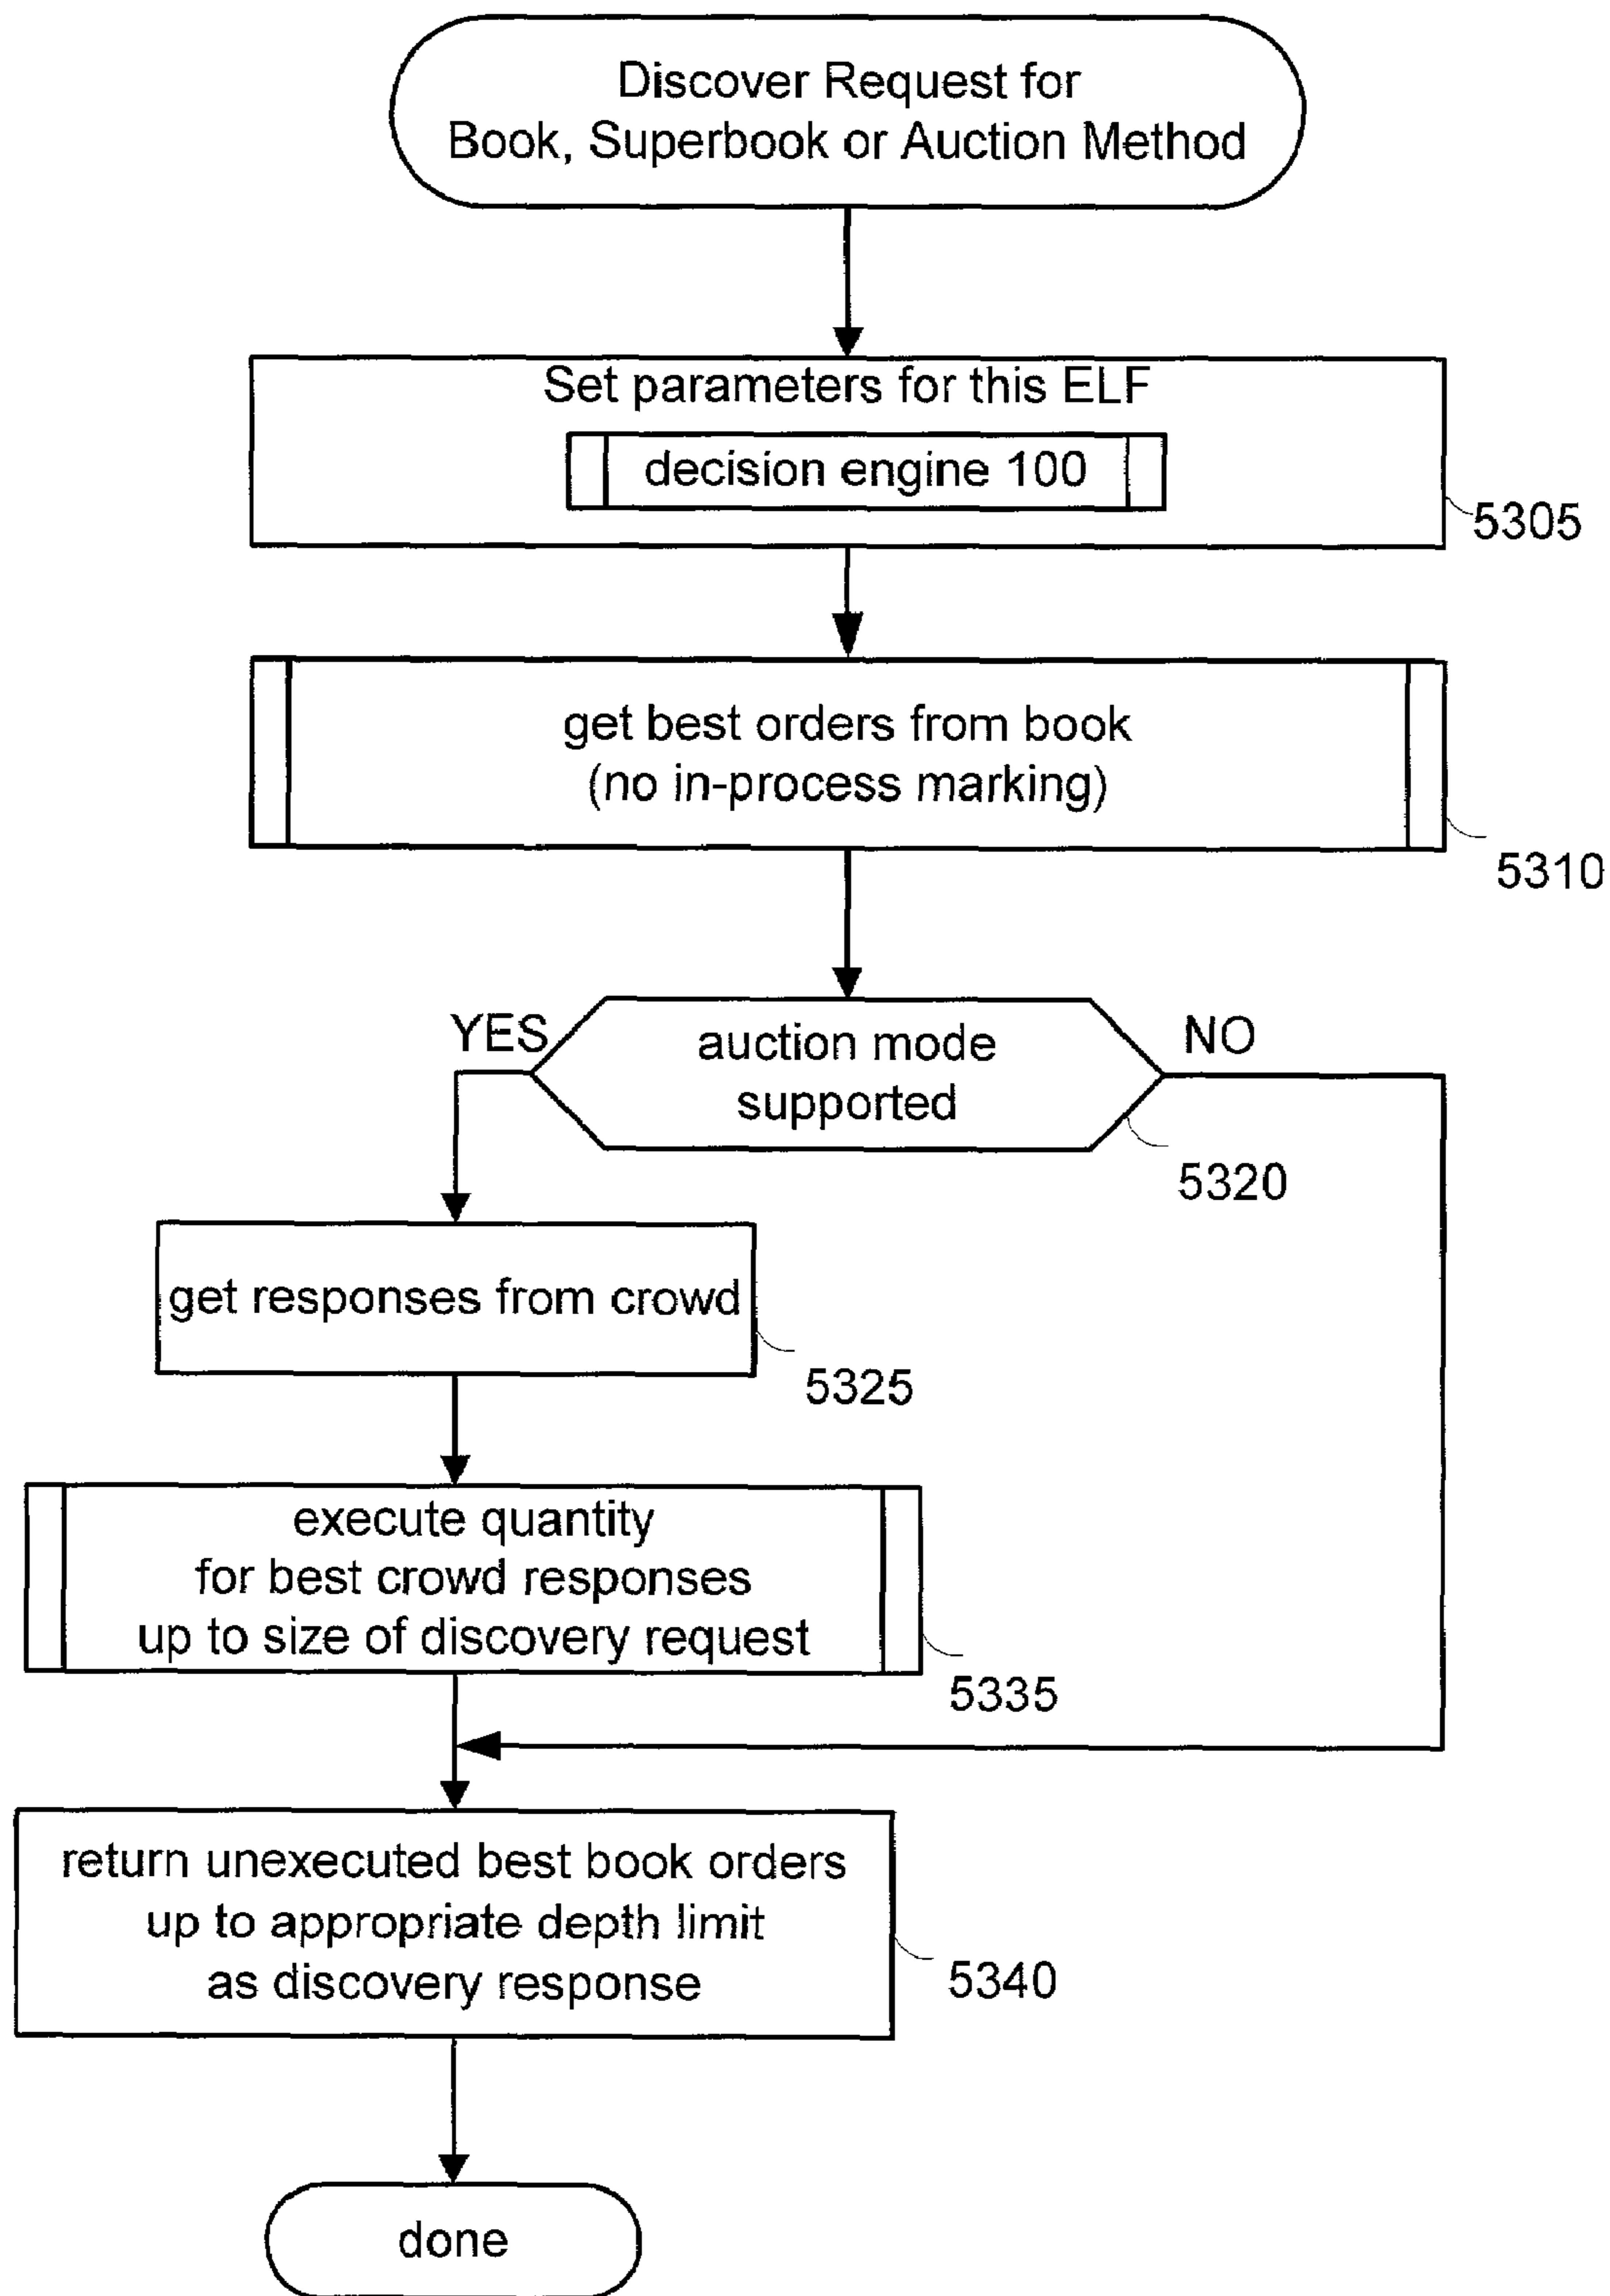 Discover Request for
Book, Superbook or Auction Method
Set parameters for this ELF
decision engine 100
5305
get best orders from book
(no in-process marking)
5310
YES
auction mode
supported
NO
5320
get responses from crowd
5325
execute quantity
for best crowd responses
up to size of discovery request
5335
return unexecuted best book orders
up to appropriate depth limit
as discovery response
5340
done